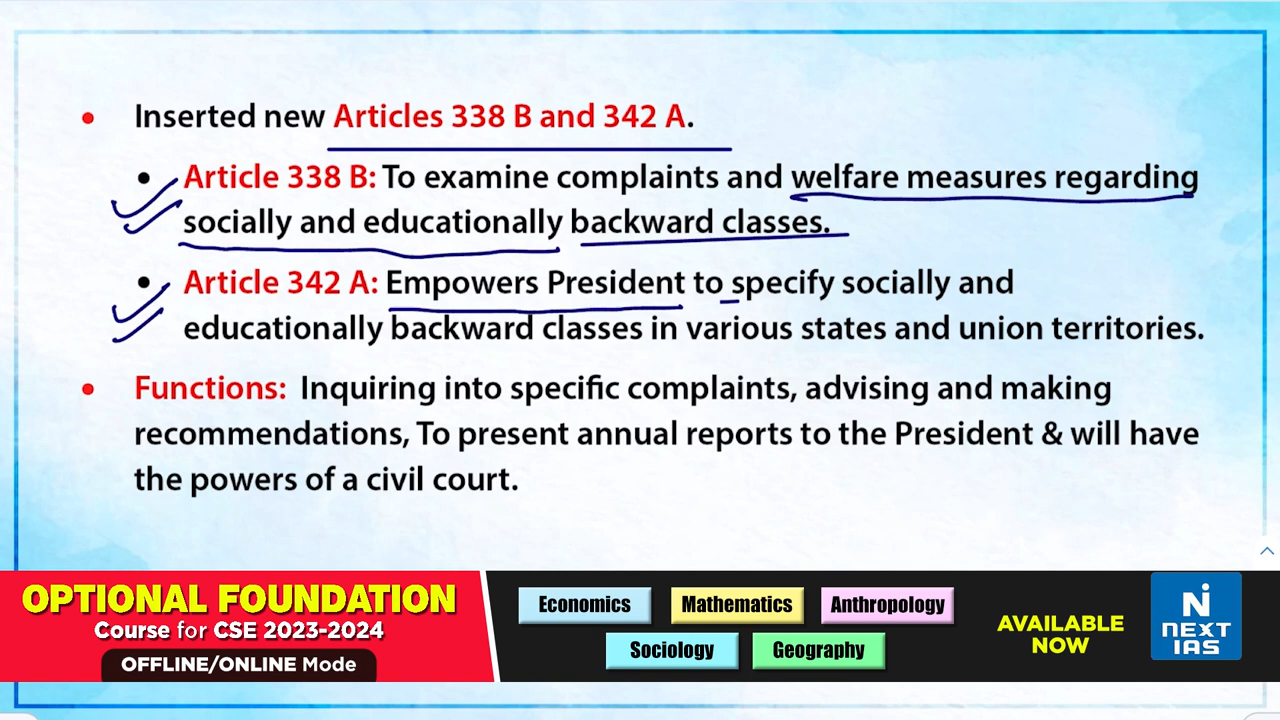 • Inserted new Articles 338 B and 342 A.
• Article 338 B: To examine complaints and welfare measures regarding
socially and educationally backward classes.
• Article 342 A: Empowers President to specify socially and
educationally backward classes in various states and union territories.
• Functions: Inquiring into specific complaints, advising and making
recommendations, To present annual reports to the President & will have
the powers of a civil court.
OPTIONAL FOUNDATION
Course for CSE 2023-2024
OFFLINE/ONLINE Mode
Economics
Mathematics
Anthropology
Sociology
Geography
AVAILABLE
NOW
N
NEXT
IAS